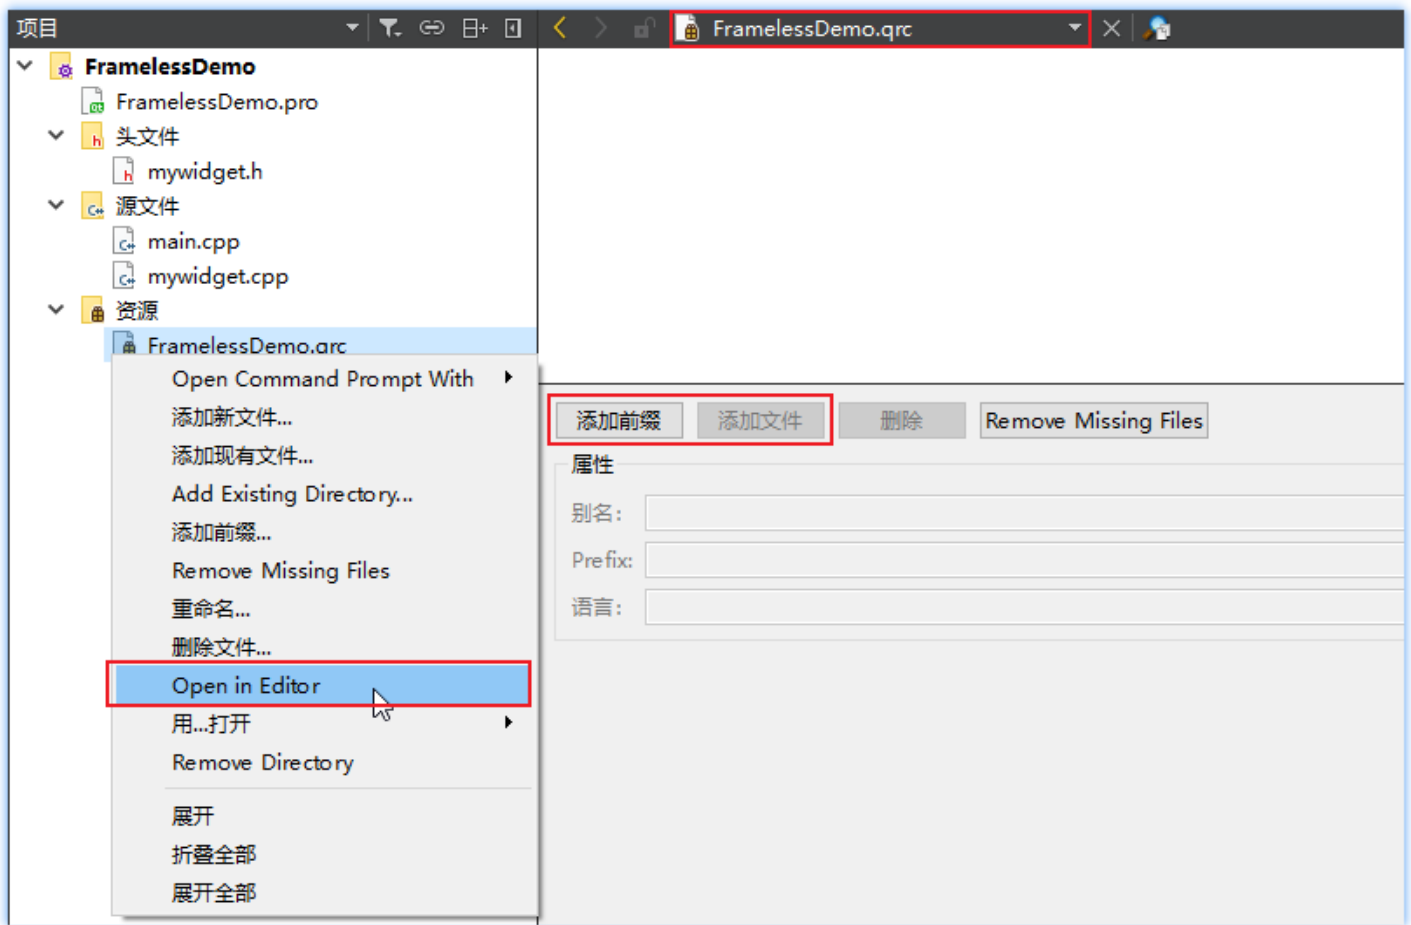 项目
FramelessDemo.qrc
FramelessDemo
FramelessDemo.pro
头文件
mywidget.h
源文件
main.cpp
mywidget.cpp
资源
FramelessDemo.qrc
Open Command Prompt With
添加新文件...
添加现有文件...
Add Existing Directory...
添加前缀...
Remove Missing Files
重命名...
删除文件...
Open in Editor
用...打开
Remove Directory
展开
折叠全部
展开全部
添加前缀 添加文件 删除 Remove Missing Files
属性
别名：
Prefix:
语言：